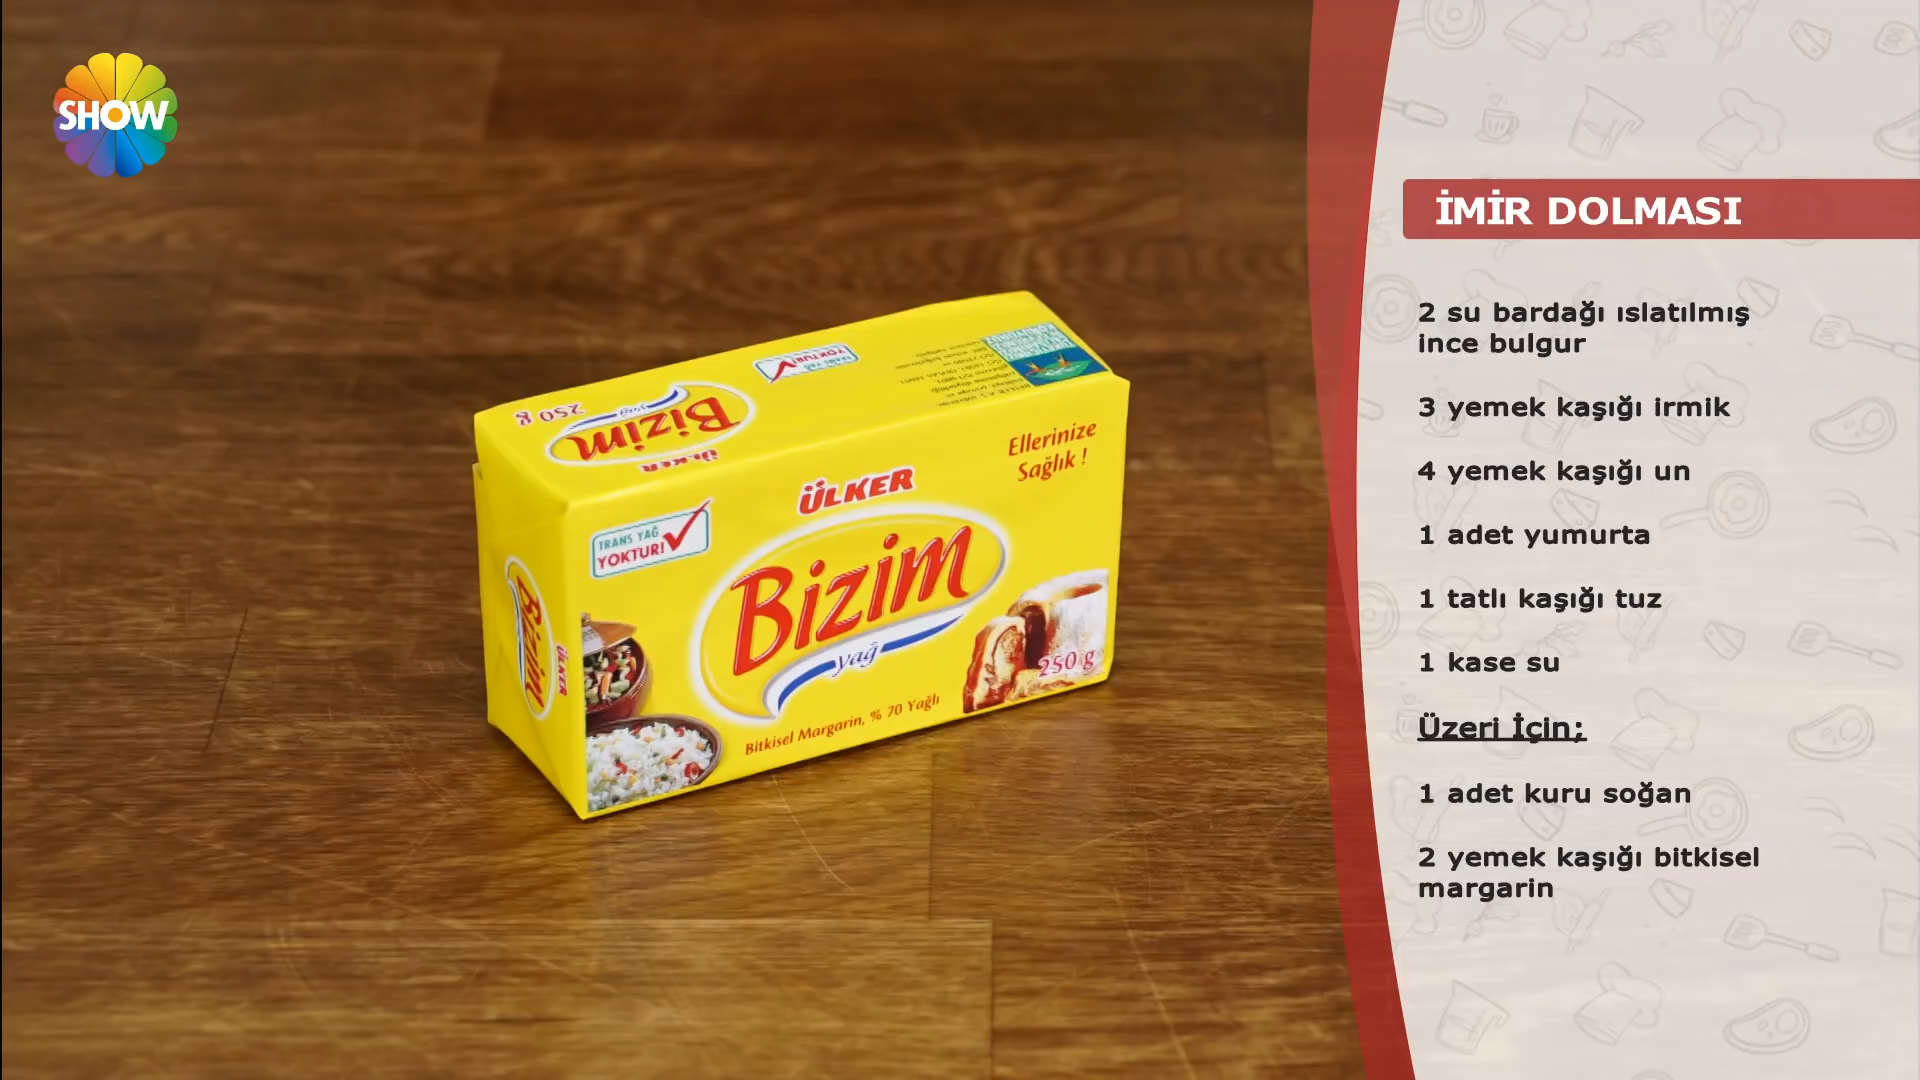 SHOW
Bizim
yağ
250 g
ÜLKER
TRANS YAĞ
YOKTUR!
Ellerinize
Sağlık !
ÜLKER
TRANS YAĞ
YOKTUR!
Bizim
yağ
250 g
Bitkisel Margarin, % 70 Yağlı
Bizim
ÜLKER
İMİR DOLMASI
2 su bardağı ıslatılmış
ince bulgur
3 yemek kaşığı irmik
4 yemek kaşığı un
1 adet yumurta
1 tatlı kaşığı tuz
1 kase su
Üzeri İçin;
1 adet kuru soğan
2 yemek kaşığı bitkisel
margarin